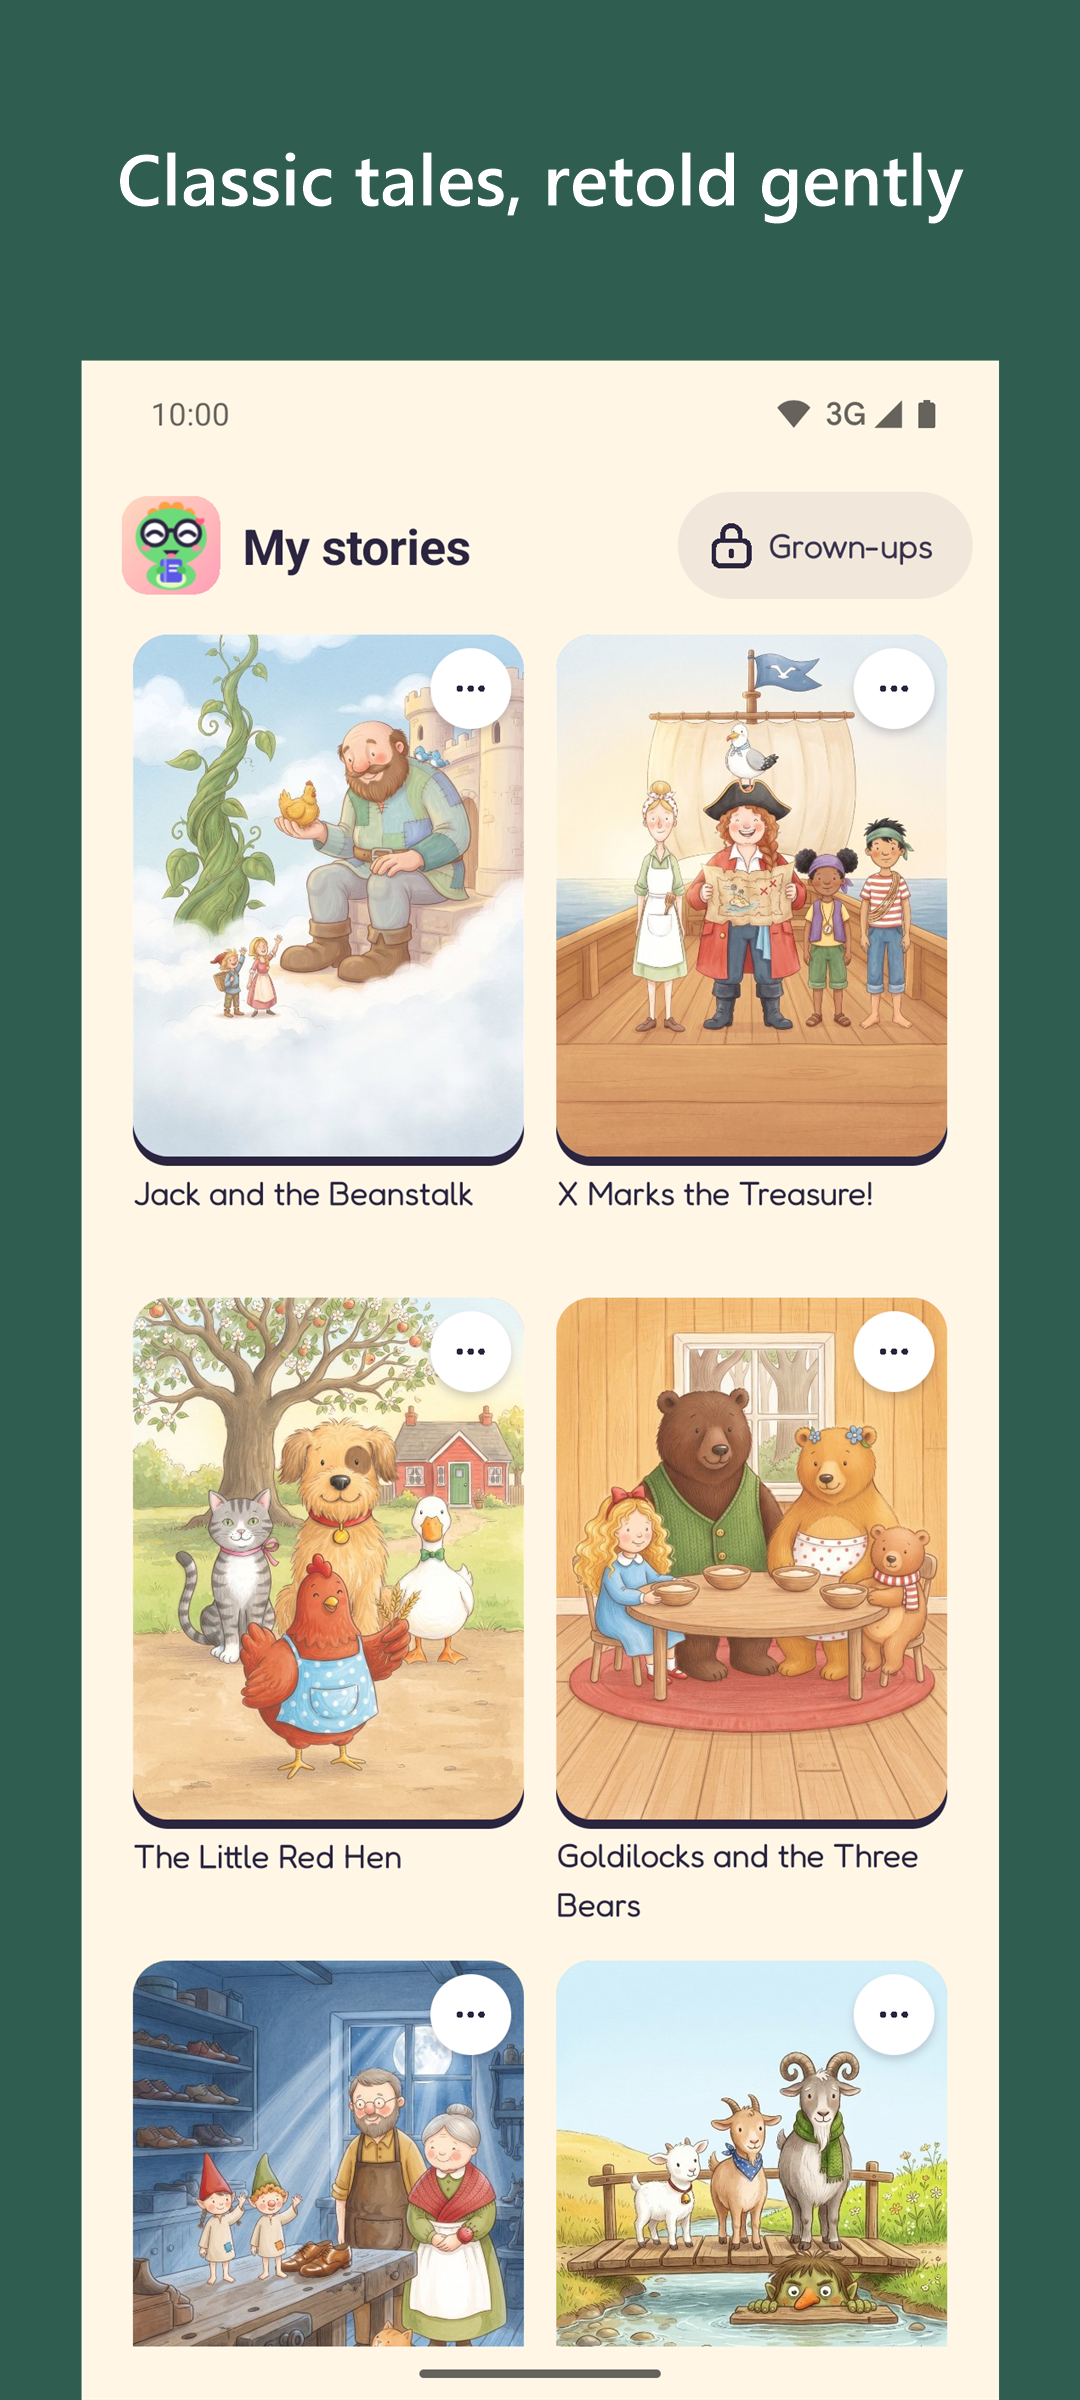 Classic tales, retold gently
10:00
3G
My stories
Grown-ups
Jack and the Beanstalk
X Marks the Treasure!
The Little Red Hen
Goldilocks and the Three
Bears